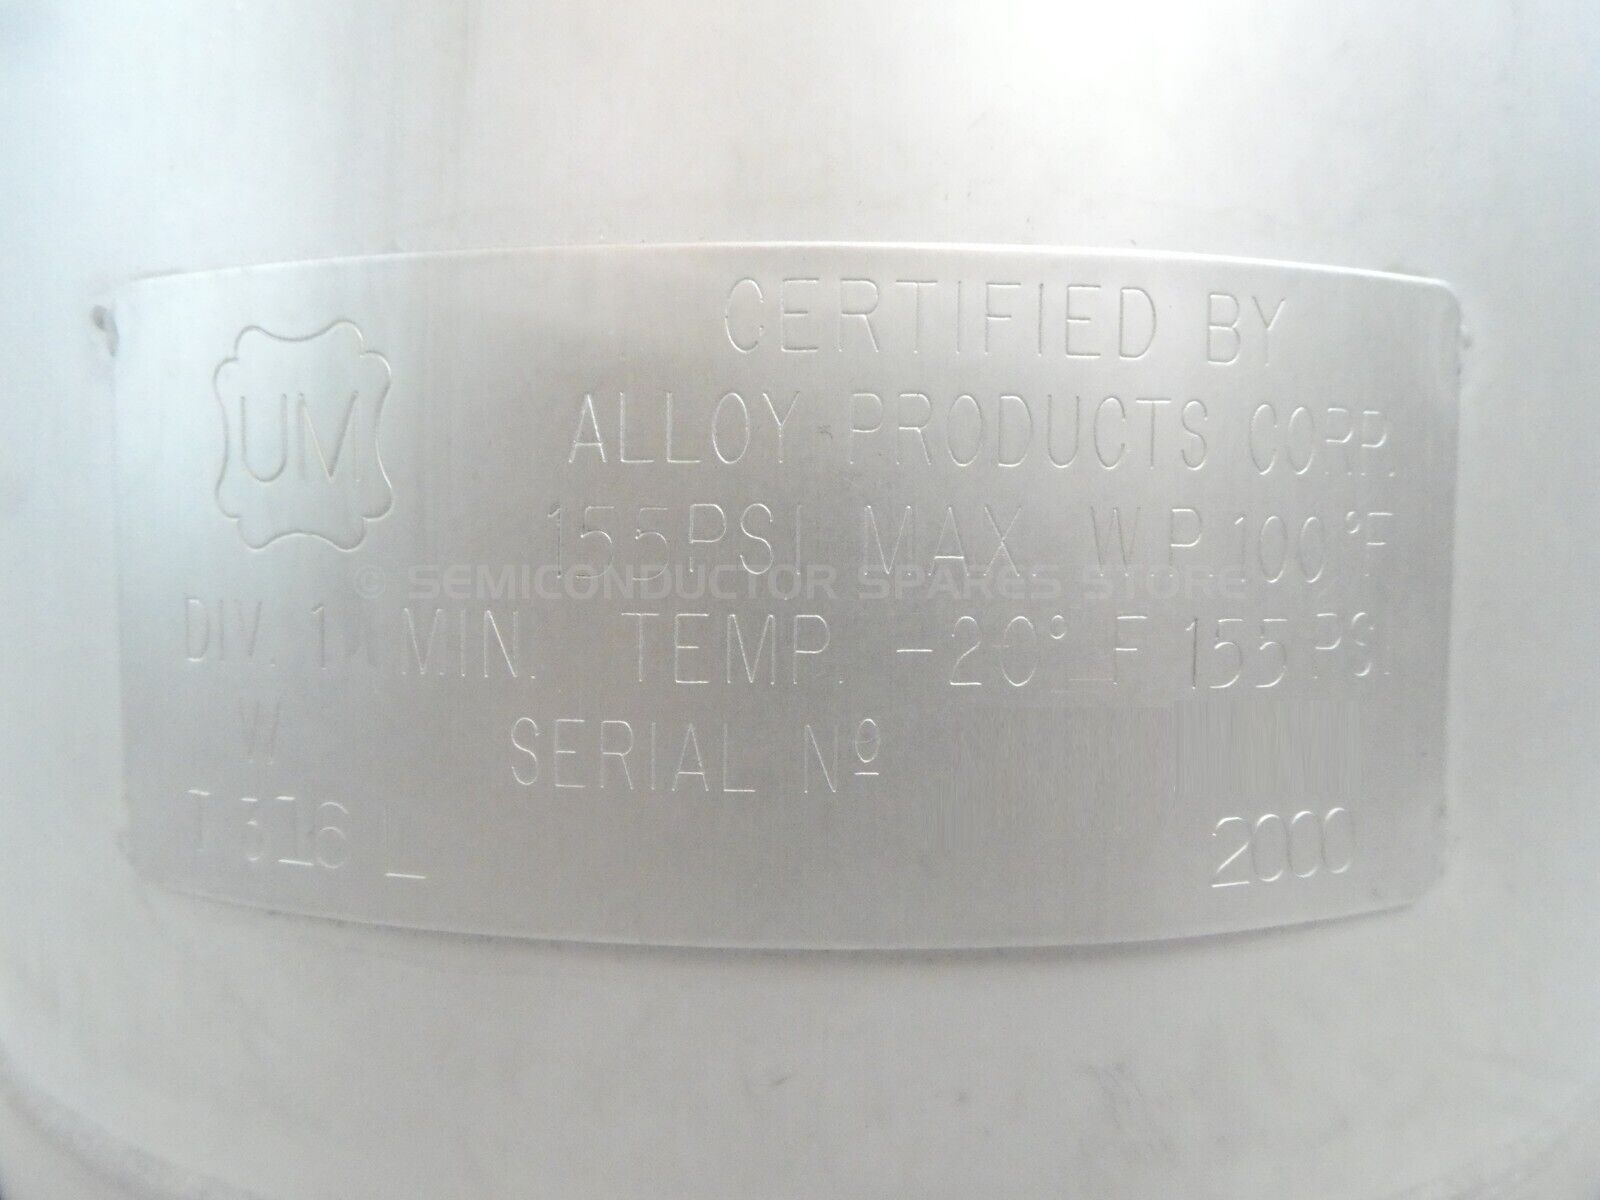 CERTIFIED BY
UM
ALLOY PRODUCTS CORP.
155PSI MAX W.P. 100°F
© SEMICONDUCTOR SPARES STORE
DIV. 1 MIN. TEMP. -20° F 155PSI
W
SERIAL Nº
T 316 L
2000